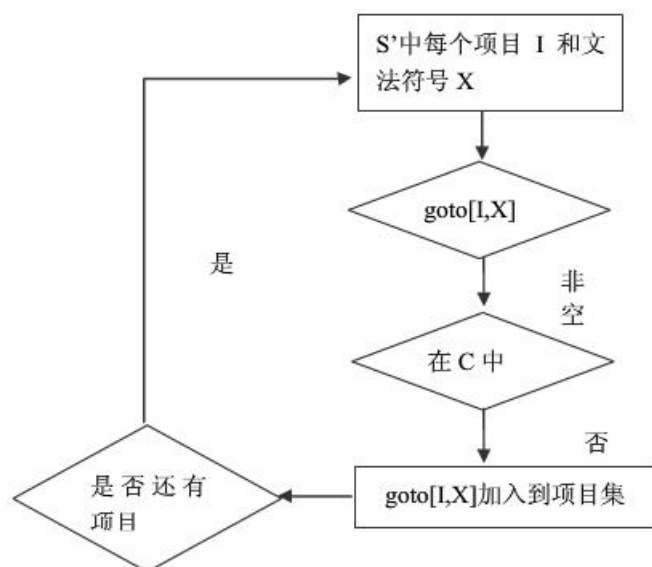 S’中每个项目 I 和文
法符号 X
goto[I,X]
是
非
空
在 C 中
否
是 否 还 有
项目
goto[I,X]加入到项目集